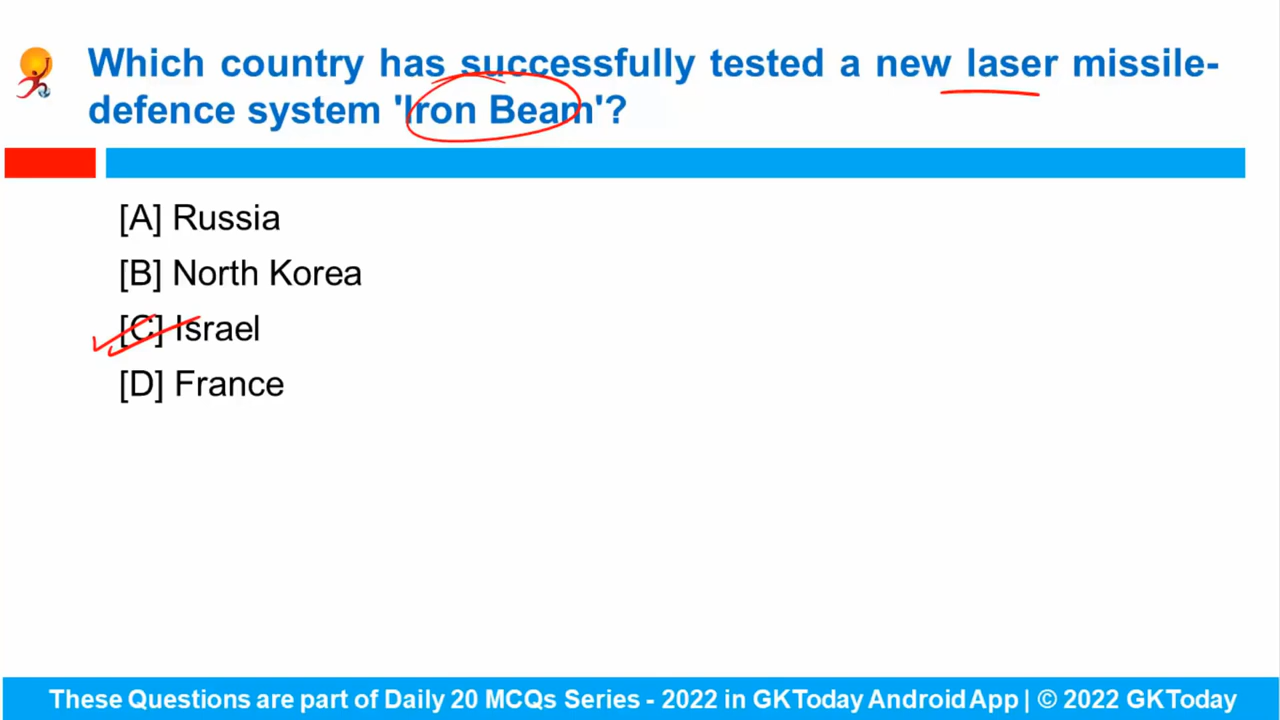 Which country has successfully tested a new laser missile-
defence system 'Iron Beam'?
[A] Russia
[B] North Korea
[C] Israel
[D] France
These Questions are part of Daily 20 MCQs Series - 2022 in GKToday Android App | © 2022 GKToday